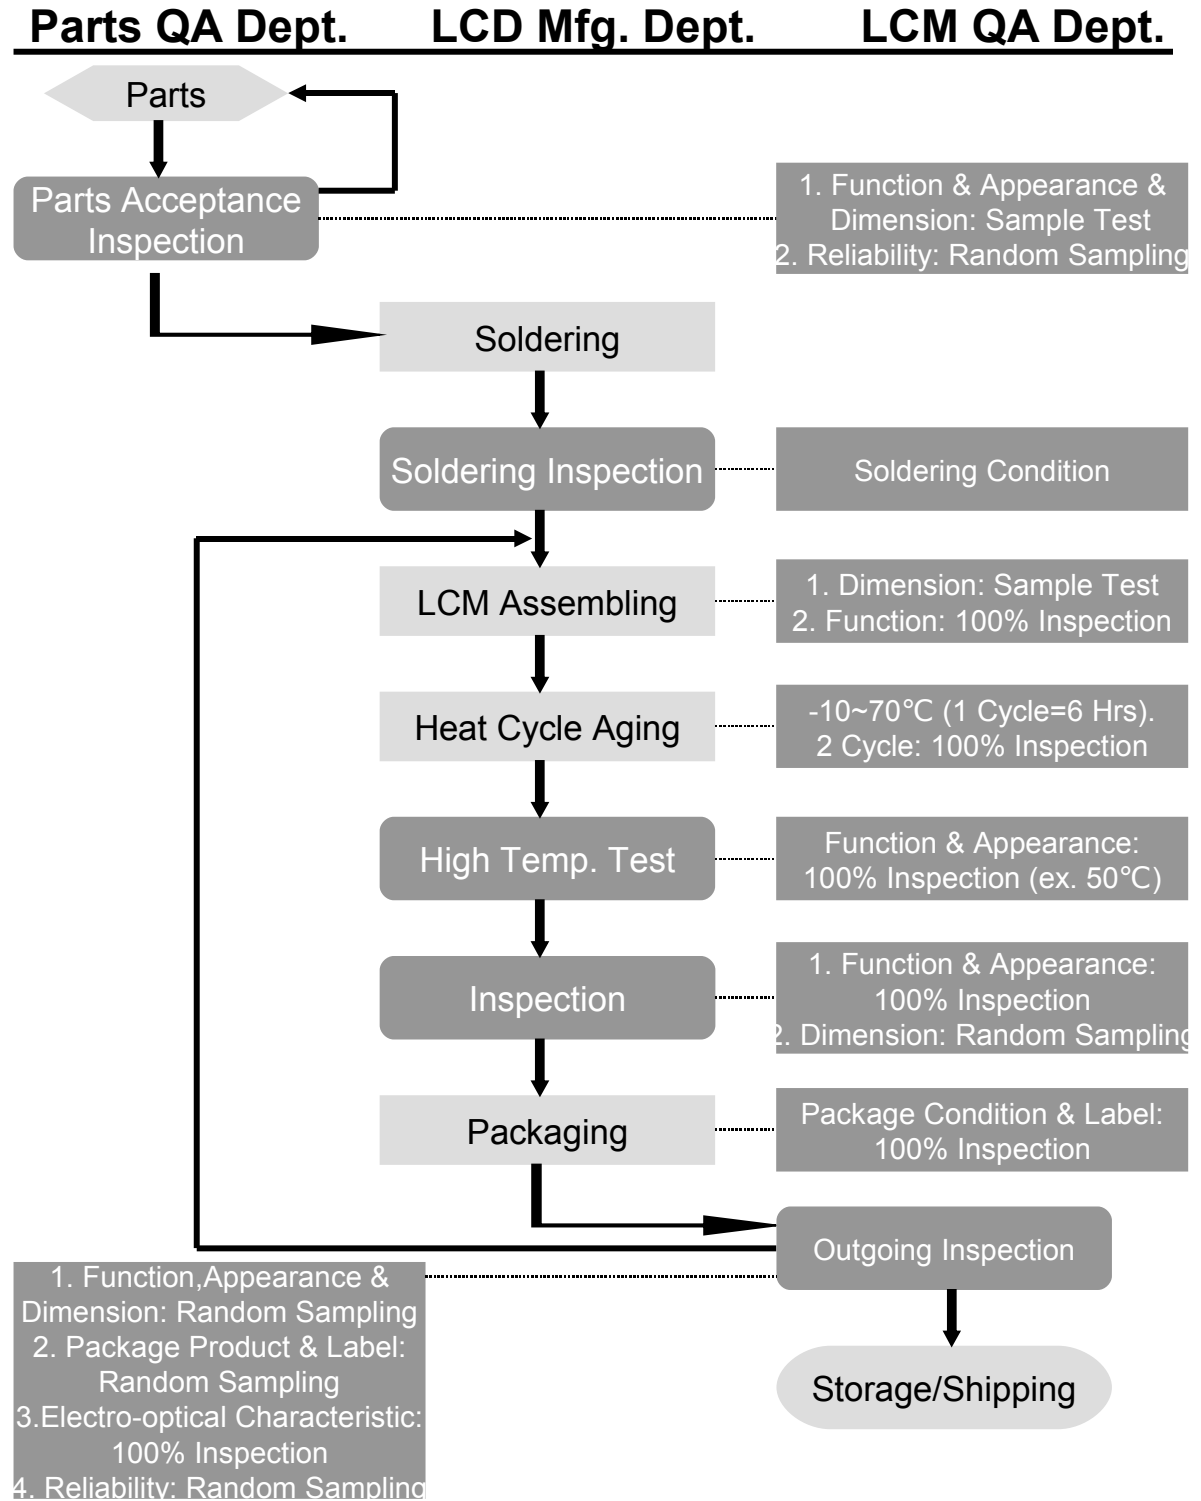 Parts QA Dept. LCD Mfg. Dept. LCM QA Dept.
Parts
Parts Acceptance
Inspection
1. Function & Appearance &
Dimension: Sample Test
2. Reliability: Random Sampling
Soldering
Soldering Inspection
Soldering Condition
LCM Assembling
1. Dimension: Sample Test
2. Function: 100% Inspection
Heat Cycle Aging
-10~70℃ (1 Cycle=6 Hrs).
2 Cycle: 100% Inspection
High Temp. Test
Function & Appearance:
100% Inspection (ex. 50℃)
Inspection
1. Function & Appearance:
100% Inspection
2. Dimension: Random Sampling
Packaging
Package Condition & Label:
100% Inspection
Outgoing Inspection
1. Function,Appearance &
Dimension: Random Sampling
2. Package Product & Label:
Random Sampling
3.Electro-optical Characteristic:
100% Inspection
4. Reliability: Random Sampling
Storage/Shipping